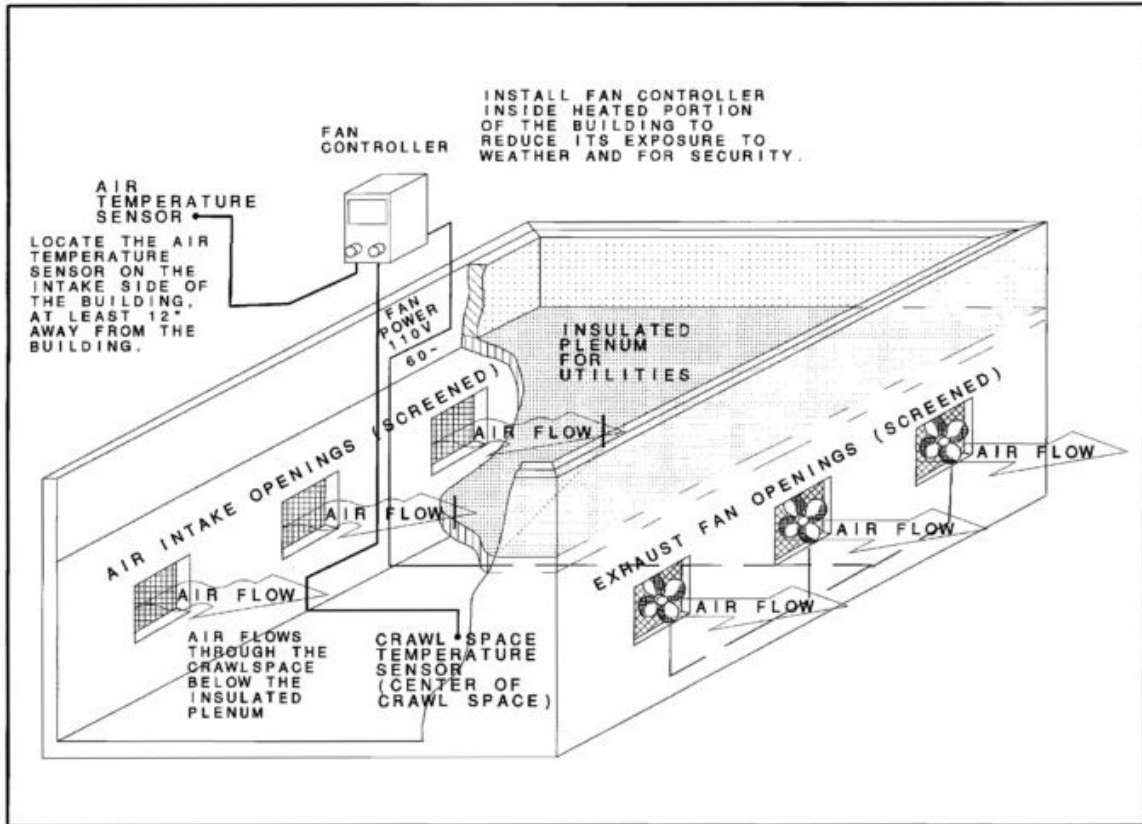 INSTALL FAN CONTROLLER
INSIDE HEATED PORTION
OF THE BUILDING TO
REDUCE ITS EXPOSURE TO
WEATHER AND FOR SECURITY.
FAN
CONTROLLER
AIR
TEMPERATURE
SENSOR
LOCATE THE AIR
TEMPERATURE
SENSOR ON THE
INTAKE SIDE OF
THE BUILDING,
AT LEAST 12"
AWAY FROM THE
BUILDING.
FAN
POWER
110V
60~
INSULATED
PLENUM
FOR
UTILITIES
AIR INTAKE OPENINGS (SCREENED)
AIR FLOW
AIR FLOW
AIR FLOW
EXHAUST FAN OPENINGS (SCREENED)
AIR FLOW
AIR FLOW
AIR FLOW
AIR FLOWS
THROUGH THE
CRAWLSPACE
BELOW THE
INSULATED
PLENUM
CRAWL SPACE
TEMPERATURE
SENSOR
(CENTER OF
CRAWL SPACE)